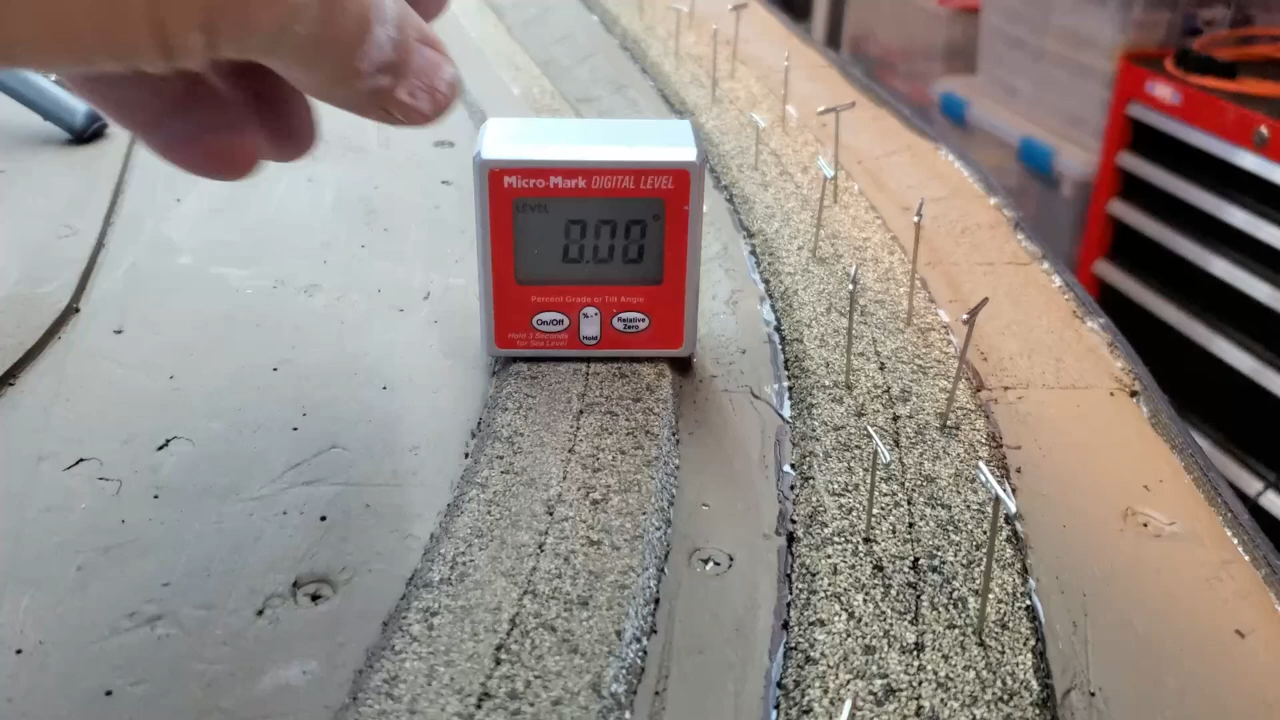 Micro-Mark DIGITAL LEVEL
LEVEL
0.00°
Percent Grade or Tilt Angle
On/Off
%-°
Hold
Relative
Zero
Hold 3 Seconds
for Sea Level